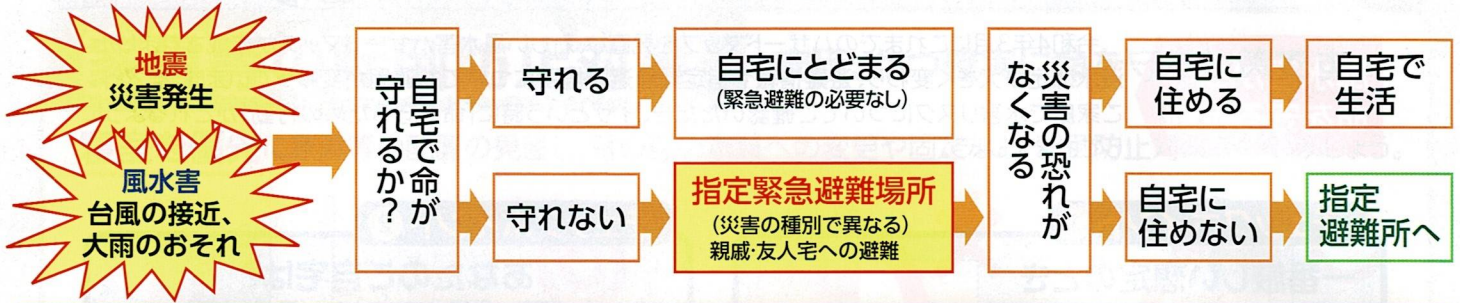 地震
災害発生
風水害
台風の接近、
大雨のおそれ
自宅で命が
守れるか？
守れる
守れない
自宅にとどまる
(緊急避難の必要なし)
指定緊急避難場所
(災害の種別で異なる)
親戚・友人宅への避難
災害の恐れが
なくなる
自宅に
住める
自宅に
住めない
自宅で
生活
指定
避難所へ